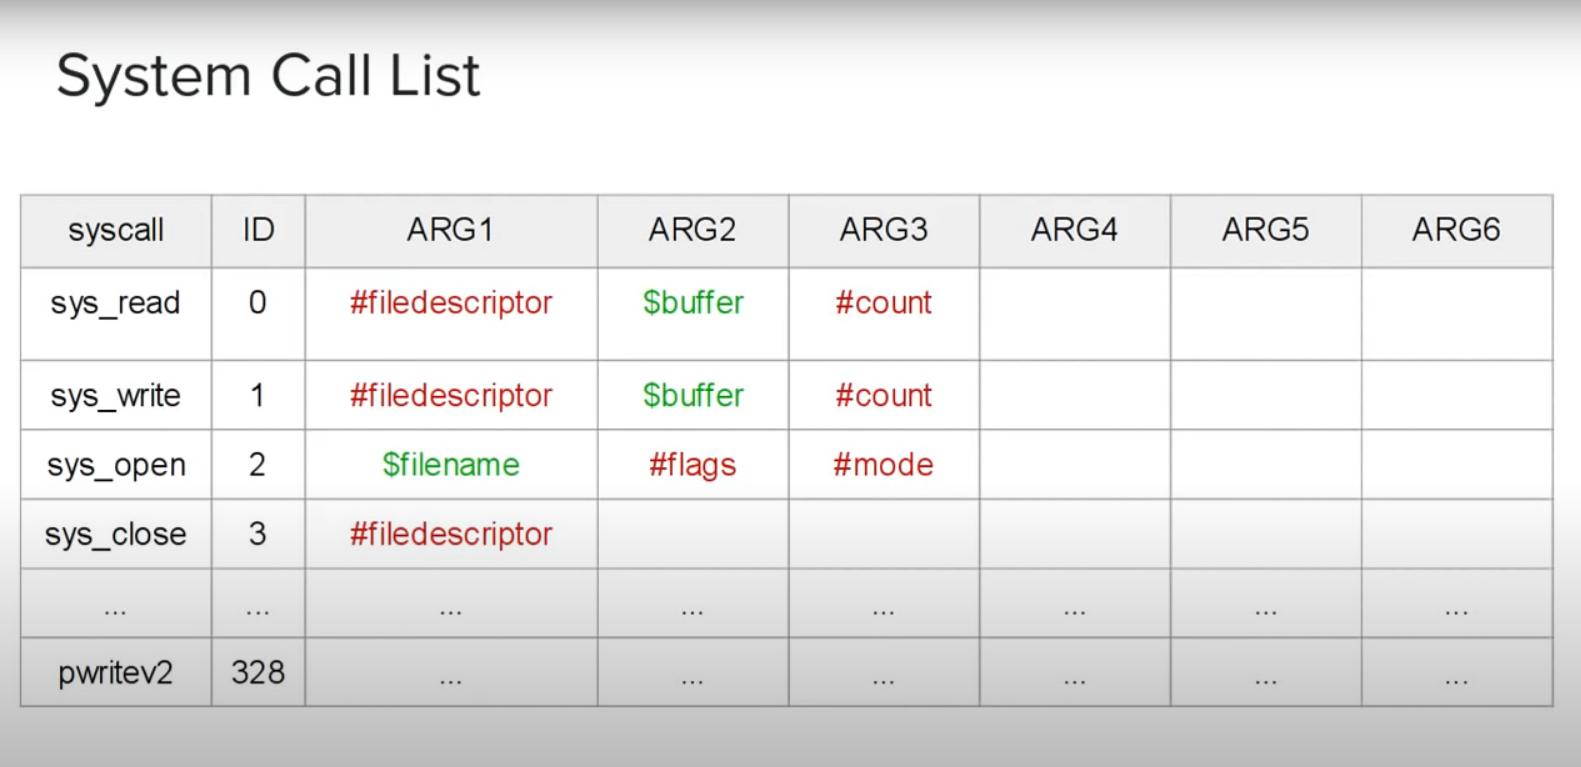 System Call List
syscall ID ARG1 ARG2 ARG3 ARG4 ARG5 ARG6
sys_read 0 #filedescriptor $buffer #count
sys_write 1 #filedescriptor $buffer #count
sys_open 2 $filename #flags #mode
sys_close 3 #filedescriptor
... ... ... ... ... ... ... ...
pwritev2 328 ... ... ... ... ... ...